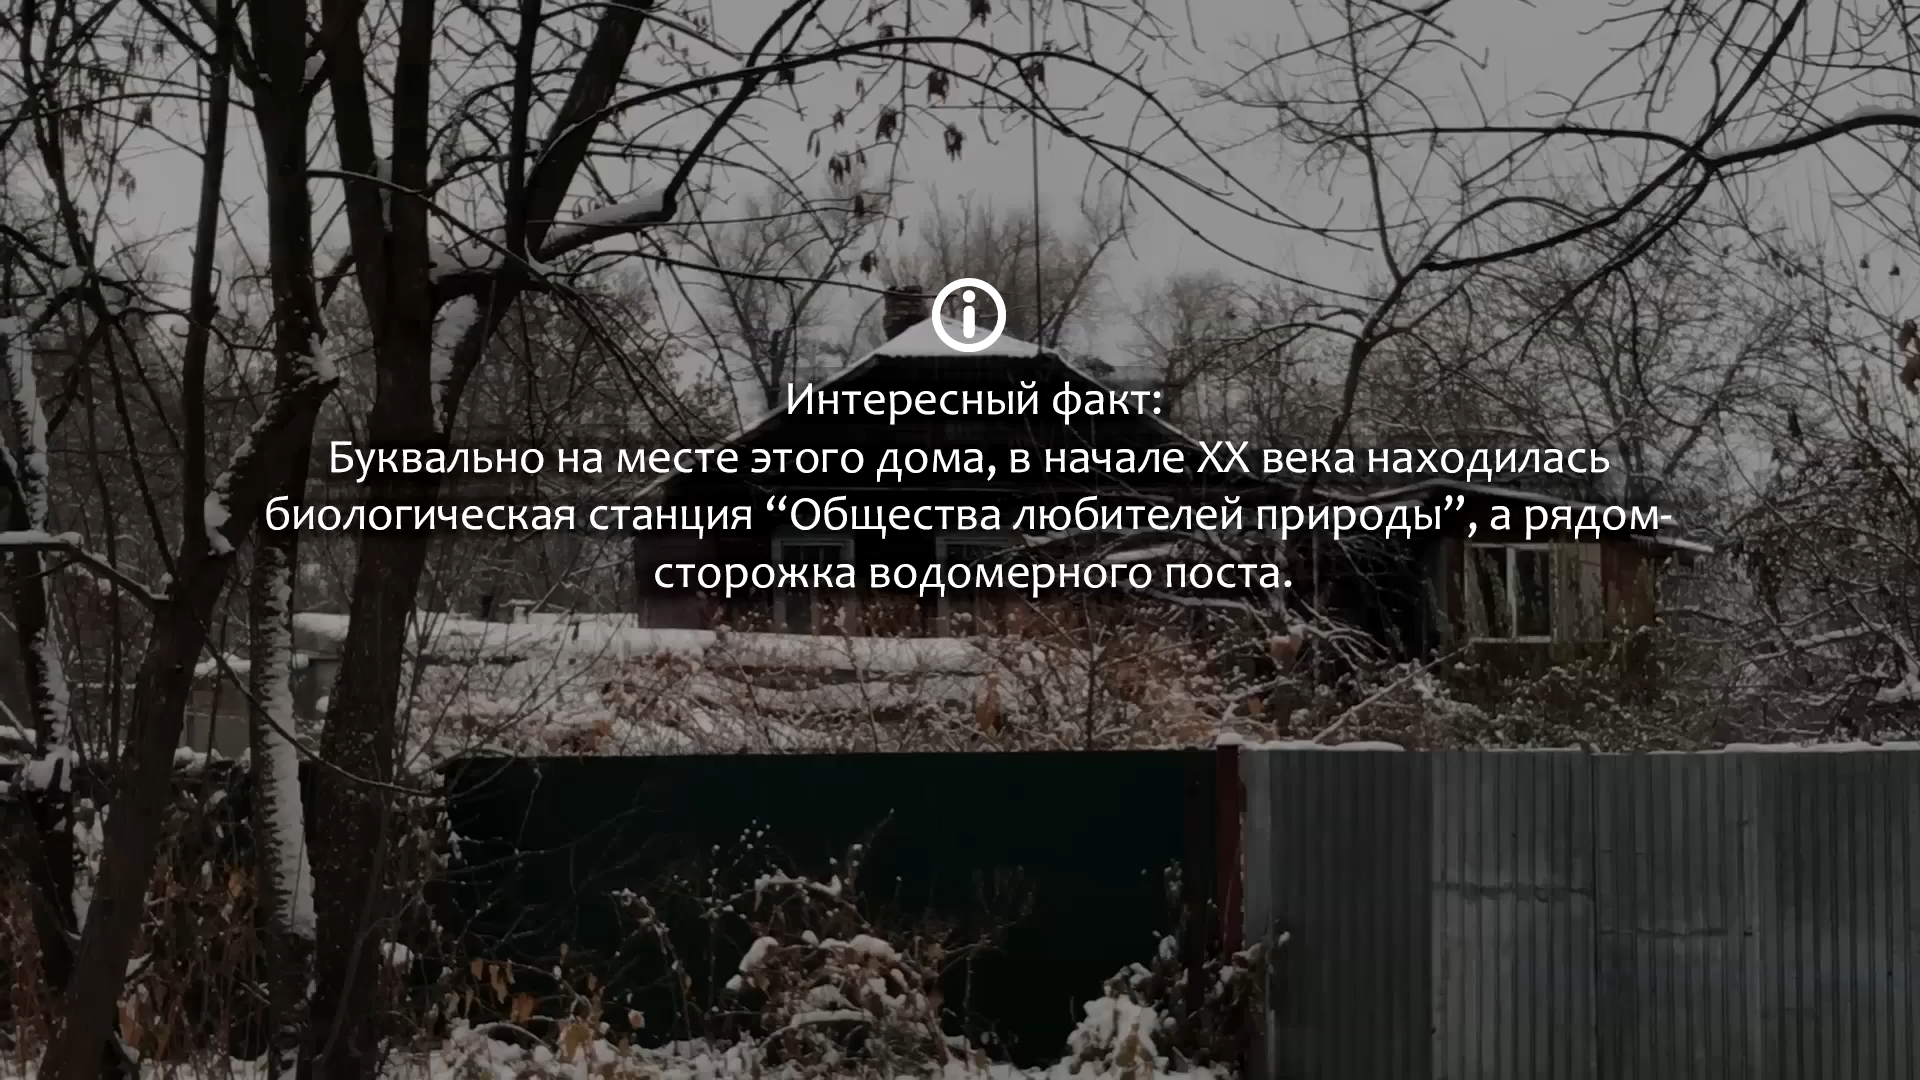 Интересный факт:
Буквально на месте этого дома, в начале XX века находилась
биологическая станция “Общества любителей природы”, а рядом-
сторожка водомерного поста.